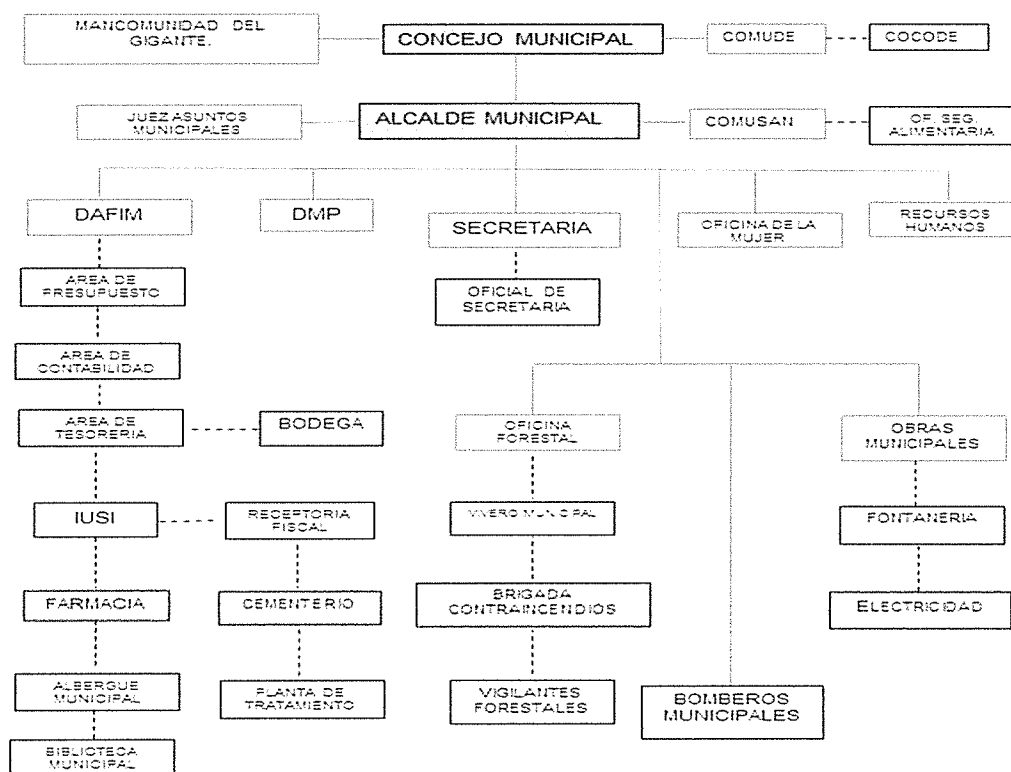 MANCOMUNIDAD DEL
GIGANTE.
CONCEJO MUNICIPAL
COMUDE
COCODE
JUEZ ASUNTOS
MUNICIPALES
ALCALDE MUNICIPAL
COMUSAN
OF. SEG.
ALIMENTARIA
DAFIM
DMP
SECRETARIA
OFICINA DE LA
MUJER
RECURSOS
HUMANOS
AREA DE
PRESUPUESTO
OFICIAL DE
SECRETARIA
AREA DE
CONTABILIDAD
AREA DE
TESORERIA
BODEGA
OFICINA
FORESTAL
OBRAS
MUNICIPALES
IUSI
RECEPTORIA
FISCAL
VIVERO MUNICIPAL
FONTANERIA
FARMACIA
CEMENTERIO
BRIGADA
CONTRAINCENDIOS
ELECTRICIDAD
ALBERGUE
MUNICIPAL
PLANTA DE
TRATAMIENTO
VIGILANTES
FORESTALES
BOMBEROS
MUNICIPALES
BIBLIOTECA
MUNICIPAL